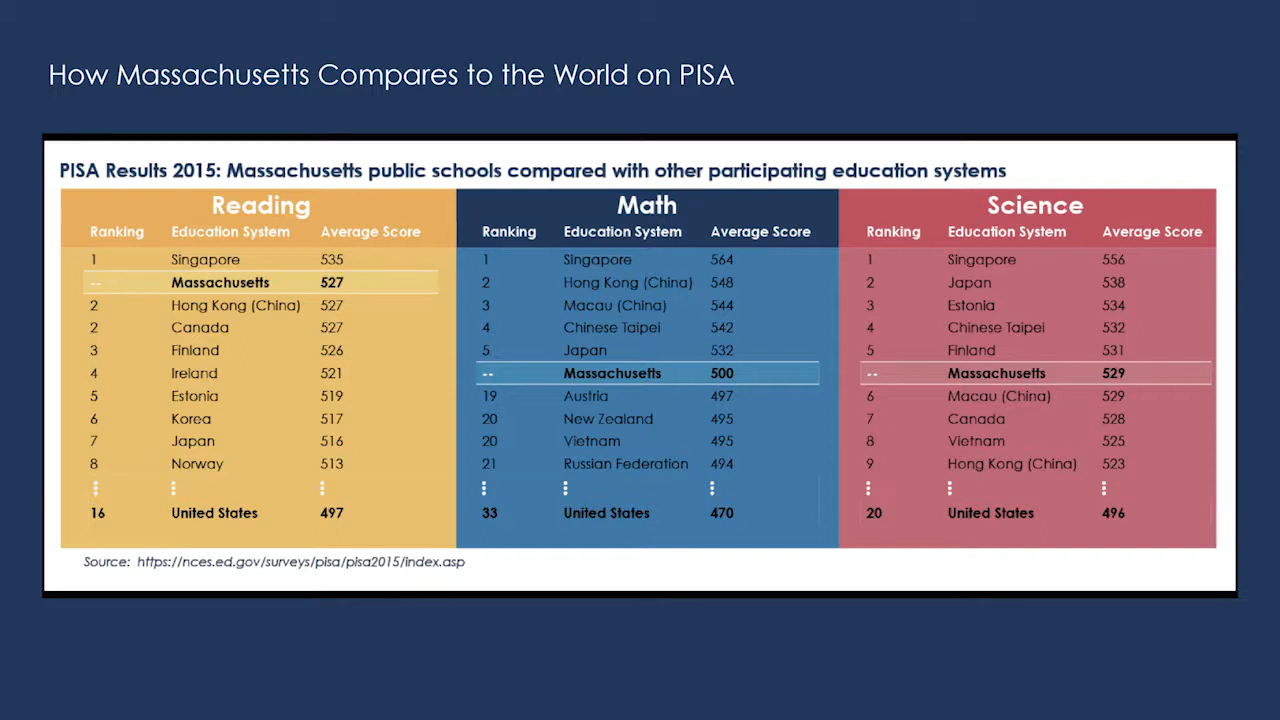 How Massachusetts Compares to the World on PISA
PISA Results 2015: Massachusetts public schools compared with other participating education systems
Reading
Ranking Education System Average Score
1 Singapore 535
-- Massachusetts 527
2 Hong Kong (China) 527
2 Canada 527
3 Finland 526
4 Ireland 521
5 Estonia 519
6 Korea 517
7 Japan 516
8 Norway 513
⋮ ⋮ ⋮
16 United States 497
Math
Ranking Education System Average Score
1 Singapore 564
2 Hong Kong (China) 548
3 Macau (China) 544
4 Chinese Taipei 542
5 Japan 532
-- Massachusetts 500
19 Austria 497
20 New Zealand 495
20 Vietnam 495
21 Russian Federation 494
⋮ ⋮ ⋮
33 United States 470
Science
Ranking Education System Average Score
1 Singapore 556
2 Japan 538
3 Estonia 534
4 Chinese Taipei 532
5 Finland 531
-- Massachusetts 529
6 Macau (China) 529
7 Canada 528
8 Vietnam 525
9 Hong Kong (China) 523
⋮ ⋮ ⋮
20 United States 496
Source: https://nces.ed.gov/surveys/pisa/pisa2015/index.asp